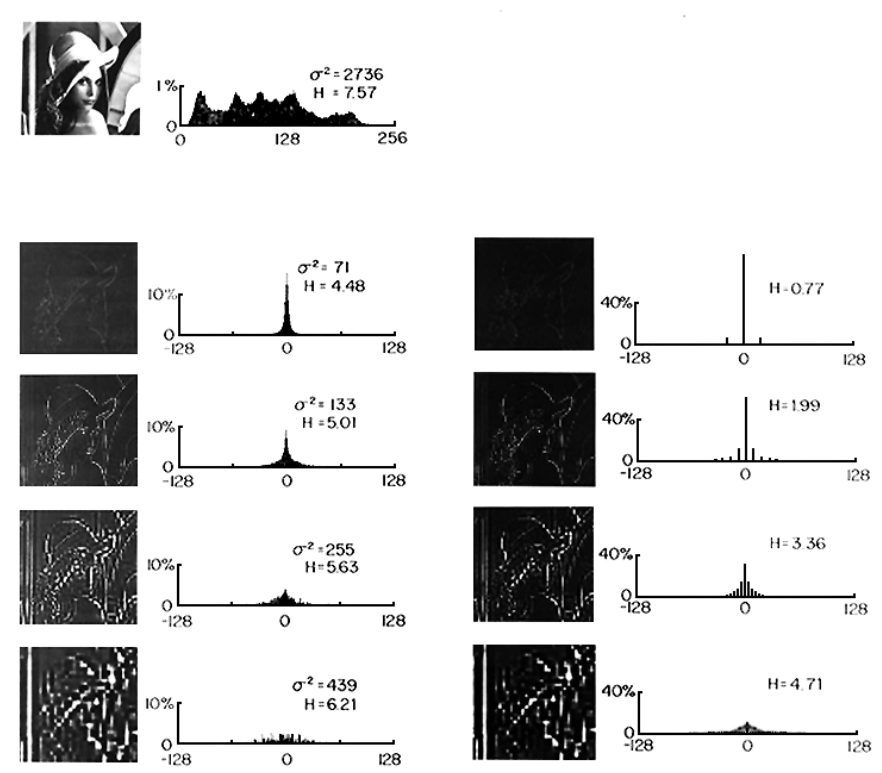 σ² = 2736
H = 7.57
1%
0
0 128 256
σ² = 71
H = 4.48
10%
0
-128 0 128
H = 0.77
40%
0
-128 0 128
σ² = 133
H = 5.01
10%
0
-128 0 128
H = 1.99
40%
0
-128 0 128
σ² = 255
H = 5.63
10%
0
-128 0 128
H = 3.36
40%
0
-128 0 128
σ² = 439
H = 6.21
10%
0
-128 0 128
H = 4.71
40%
0
-128 0 128